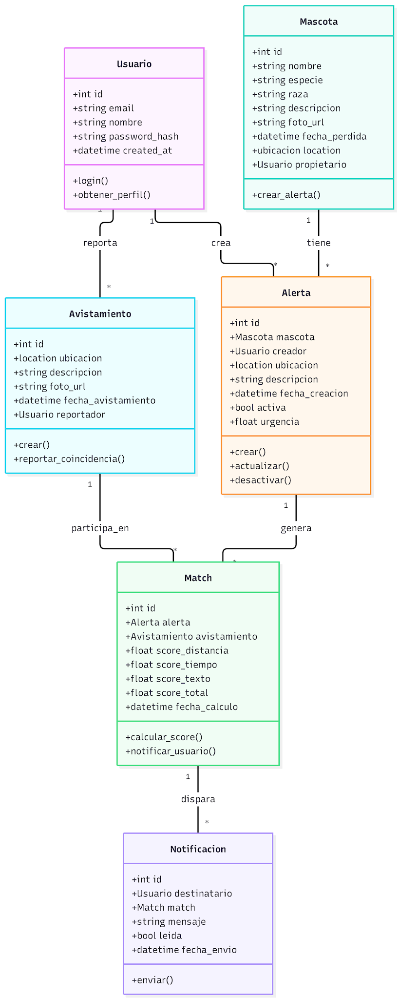 Mascota
+int id
+string nombre
+string especie
+string raza
+string descripcion
+string foto_url
+datetime fecha_perdida
+ubicacion location
+Usuario propietario
+crear_alerta()
Usuario
+int id
+string email
+string nombre
+string password_hash
+datetime created_at
+login()
+obtener_perfil()
1
1
1
reporta
crea
tiene
*
*
*
Avistamiento
+int id
+location ubicacion
+string descripcion
+string foto_url
+datetime fecha_avistamiento
+Usuario reportador
+crear()
+reportar_coincidencia()
Alerta
+int id
+Mascota mascota
+Usuario creador
+location ubicacion
+string descripcion
+datetime fecha_creacion
+bool activa
+float urgencia
+crear()
+actualizar()
+desactivar()
1
1
participa_en
genera
*
*
Match
+int id
+Alerta alerta
+Avistamiento avistamiento
+float score_distancia
+float score_tiempo
+float score_texto
+float score_total
+datetime fecha_calculo
+calcular_score()
+notificar_usuario()
1
dispara
*
Notificacion
+int id
+Usuario destinatario
+Match match
+string mensaje
+bool leida
+datetime fecha_envio
+enviar()